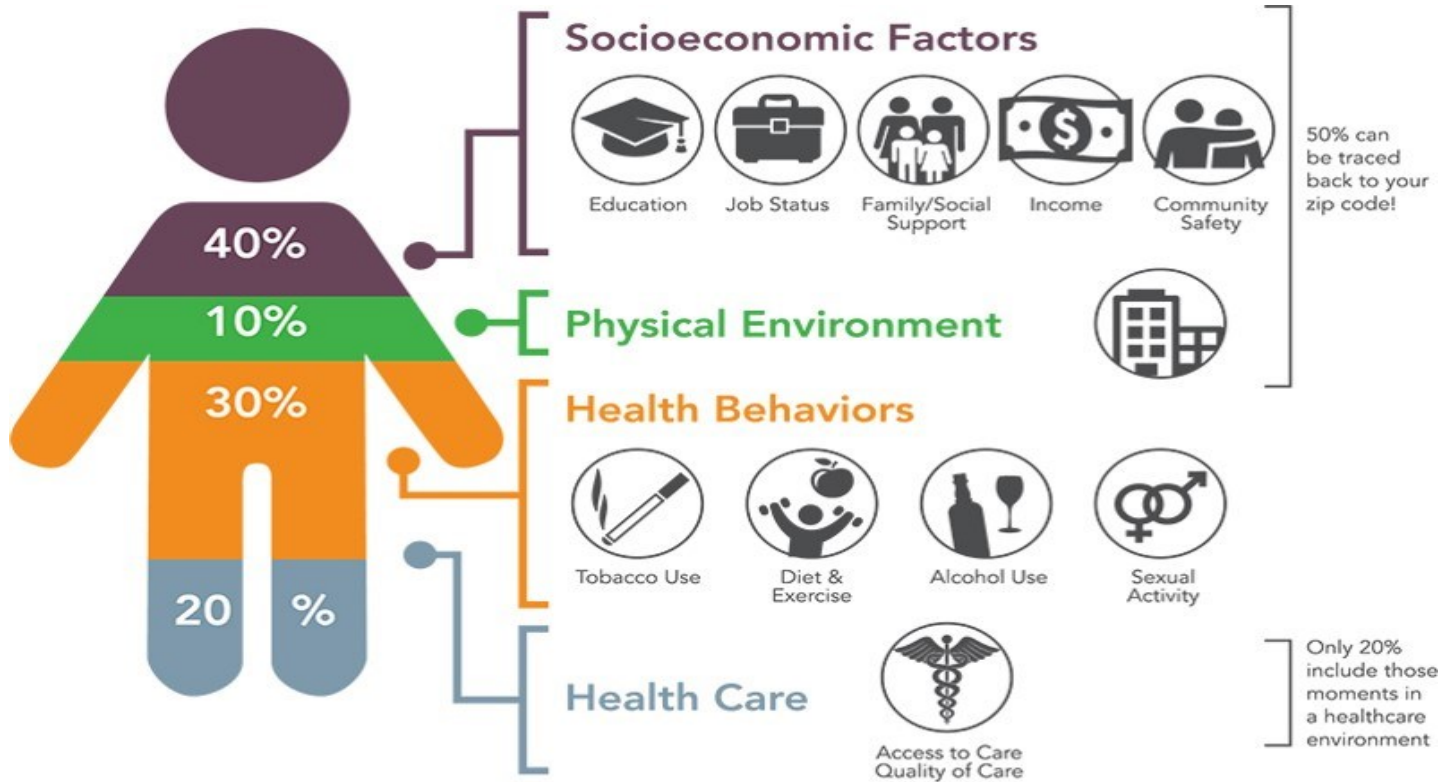 Socioeconomic Factors
Education
Job Status
Family/Social
Support
Income
Community
Safety
50% can
be traced
back to your
zip code!
40%
10%
Physical Environment
30%
Health Behaviors
Tobacco Use
Diet &
Exercise
Alcohol Use
Sexual
Activity
20 %
Health Care
Access to Care
Quality of Care
Only 20%
include those
moments in
a healthcare
environment